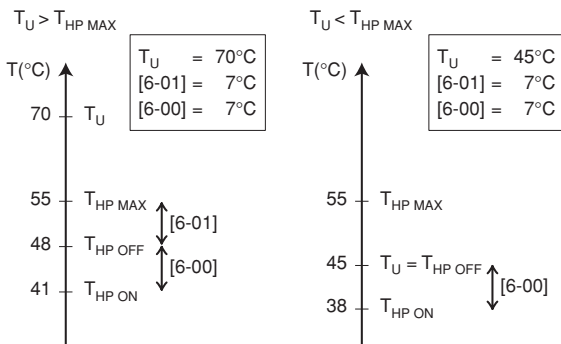 T_U > T_HP MAX
T(°C)
T_U = 70°C
[6-01] = 7°C
[6-00] = 7°C
70 T_U
55 T_HP MAX
[6-01]
48 T_HP OFF
[6-00]
41 T_HP ON
T_U < T_HP MAX
T(°C)
T_U = 45°C
[6-01] = 7°C
[6-00] = 7°C
55 T_HP MAX
45 T_U = T_HP OFF
[6-00]
38 T_HP ON